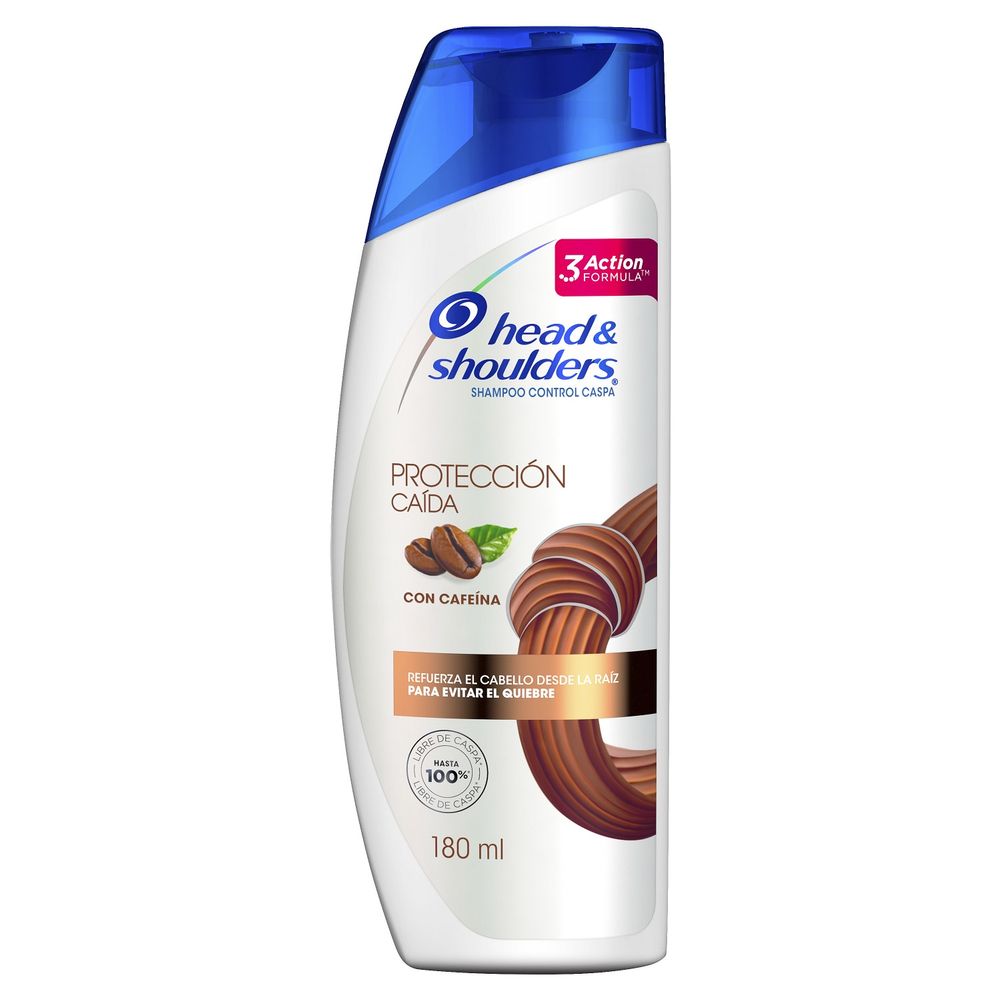 3 Action
FORMULA™
head &
shoulders®
SHAMPOO CONTROL CASPA
PROTECCIÓN
CAÍDA
CON CAFEÍNA
REFUERZA EL CABELLO DESDE LA RAÍZ
PARA EVITAR EL QUIEBRE
LIBRE DE CASPA*
HASTA
100%*
LIBRE DE CASPA*
180 ml